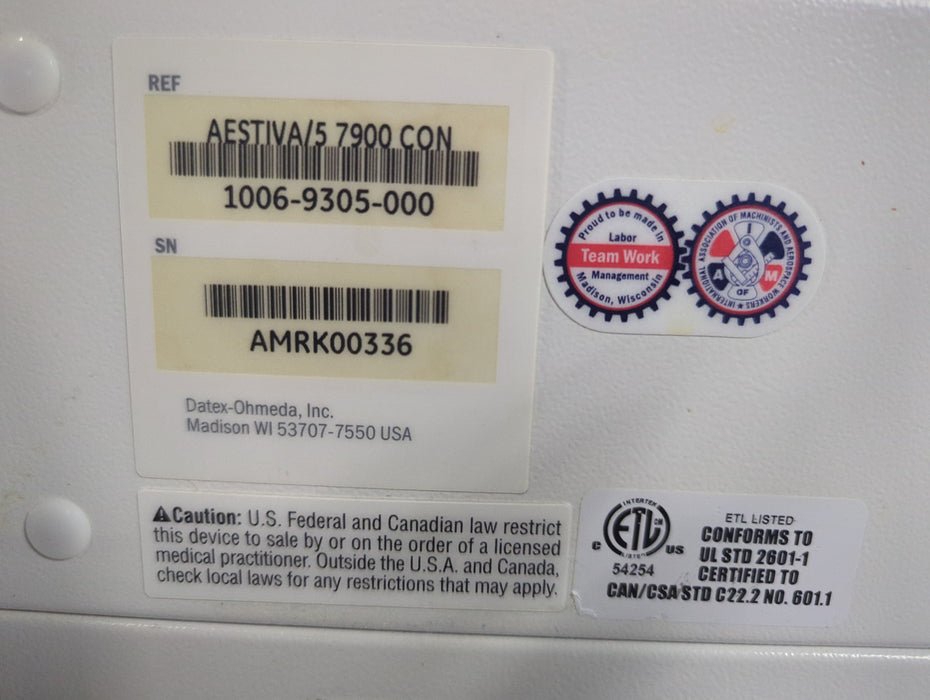 REF
AESTIVA/5 7900 CON
1006-9305-000
SN
AMRK00336
Datex-Ohmeda, Inc.
Madison WI 53707-7550 USA
Proud to be made in
Labor
Team Work
Management
Madison, Wisconsin
INTERNATIONAL ASSOCIATION OF MACHINISTS AND AEROSPACE WORKERS ★
I
A M
OF
⚠Caution: U.S. Federal and Canadian law restrict
this device to sale by or on the order of a licensed
medical practitioner. Outside the U.S.A. and Canada,
check local laws for any restrictions that may apply.
INTERTEK
ETL CM
LISTED
C US
54254
ETL LISTED
CONFORMS TO
UL STD 2601-1
CERTIFIED TO
CAN/CSA STD C22.2 NO. 601.1